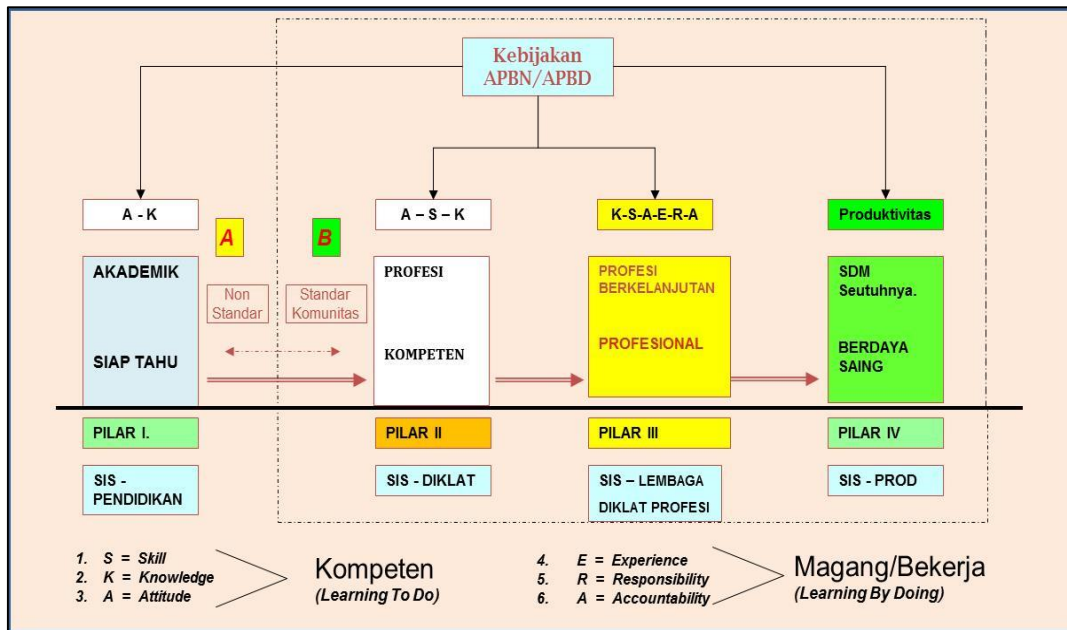 Kebijakan
APBN/APBD
A - K
A
B
A – S – K
K-S-A-E-R-A
Produktivitas
AKADEMIK
SIAP TAHU
Non
Standar
Standar
Komunitas
PROFESI
KOMPETEN
PROFESI
BERKELANJUTAN
PROFESIONAL
SDM
Seutuhnya.
BERDAYA
SAING
PILAR I.
PILAR II
PILAR III
PILAR IV
SIS -
PENDIDIKAN
SIS - DIKLAT
SIS – LEMBAGA
DIKLAT PROFESI
SIS - PROD
1. S = Skill
2. K = Knowledge
3. A = Attitude
Kompeten
(Learning To Do)
4. E = Experience
5. R = Responsibility
6. A = Accountability
Magang/Bekerja
(Learning By Doing)